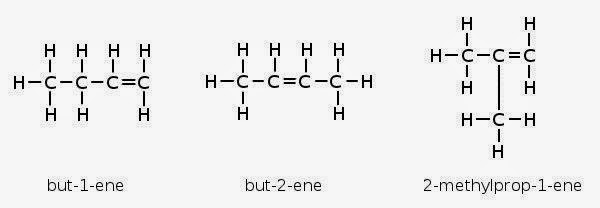 H H H H
H–C–C–C=C
H H H
but-1-ene
H H H H
H–C–C=C–C–H
H H
but-2-ene
H H
H–C–C=C
H H
H–C–H
H
2-methylprop-1-ene